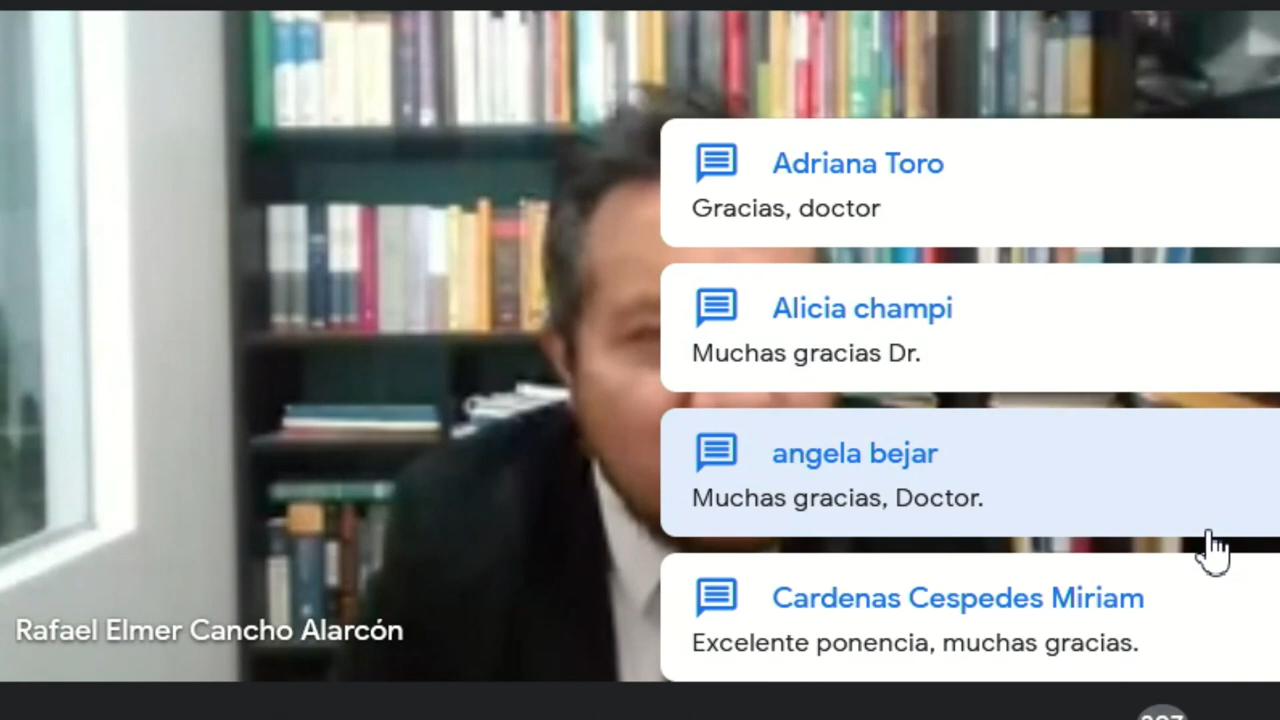 Adriana Toro
Gracias, doctor
Alicia champi
Muchas gracias Dr.
angela bejar
Muchas gracias, Doctor.
Cardenas Cespedes Miriam
Excelente ponencia, muchas gracias.
Rafael Elmer Cancho Alarcón